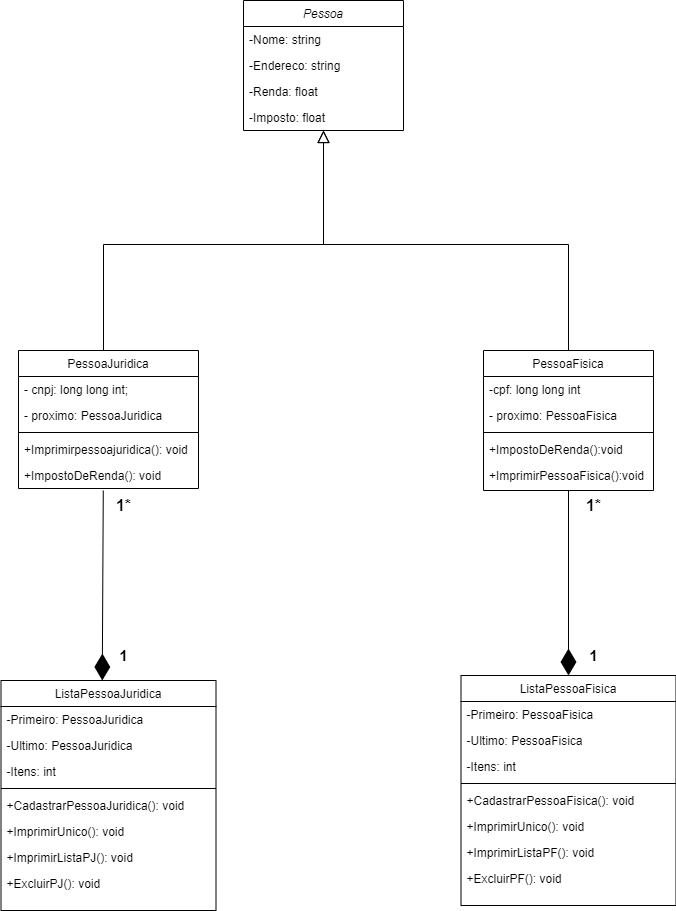 Pessoa
-Nome: string
-Endereco: string
-Renda: float
-Imposto: float
PessoaJuridica
- cnpj: long long int;
- proximo: PessoaJuridica
+Imprimirpessoajuridica(): void
+ImpostoDeRenda(): void
1*
1
ListaPessoaJuridica
-Primeiro: PessoaJuridica
-Ultimo: PessoaJuridica
-Itens: int
+CadastrarPessoaJuridica(): void
+ImprimirUnico(): void
+ImprimirListaPJ(): void
+ExcluirPJ(): void
PessoaFisica
-cpf: long long int
- proximo: PessoaFisica
+ImpostoDeRenda():void
+ImprimirPessoaFisica():void
1*
1
ListaPessoaFisica
-Primeiro: PessoaFisica
-Ultimo: PessoaFisica
-Itens: int
+CadastrarPessoaFisica(): void
+ImprimirUnico(): void
+ImprimirListaPF(): void
+ExcluirPF(): void